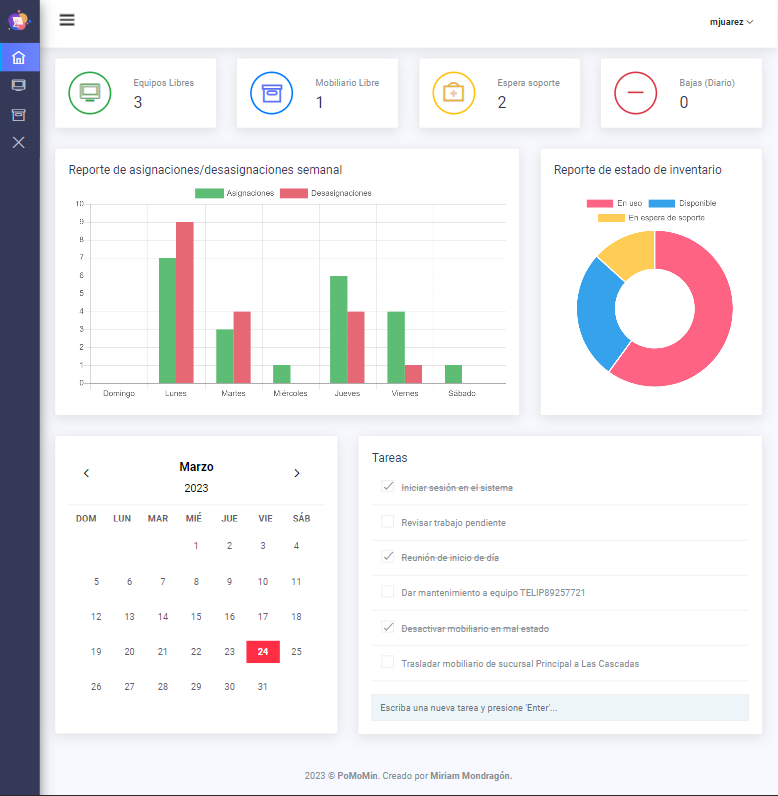 mjuarez
Equipos Libres
3
Mobiliario Libre
1
Espera soporte
2
Bajas (Diario)
0
Reporte de asignaciones/desasignaciones semanal
Asignaciones Desasignaciones
10
9
8
7
6
5
4
3
2
1
0
Domingo Lunes Martes Miércoles Jueves Viernes Sábado
Reporte de estado de inventario
En uso Disponible
En espera de soporte
Marzo
2023
DOM LUN MAR MIÉ JUE VIE SÁB
1 2 3 4
5 6 7 8 9 10 11
12 13 14 15 16 17 18
19 20 21 22 23 24 25
26 27 28 29 30 31
Tareas
Iniciar sesión en el sistema
Revisar trabajo pendiente
Reunión de inicio de día
Dar mantenimiento a equipo TELIP89257721
Desactivar mobiliario en mal estado
Trasladar mobiliario de sucursal Principal a Las Cascadas
Escriba una nueva tarea y presione 'Enter'...
2023 © PoMoMin. Creado por Miriam Mondragón.